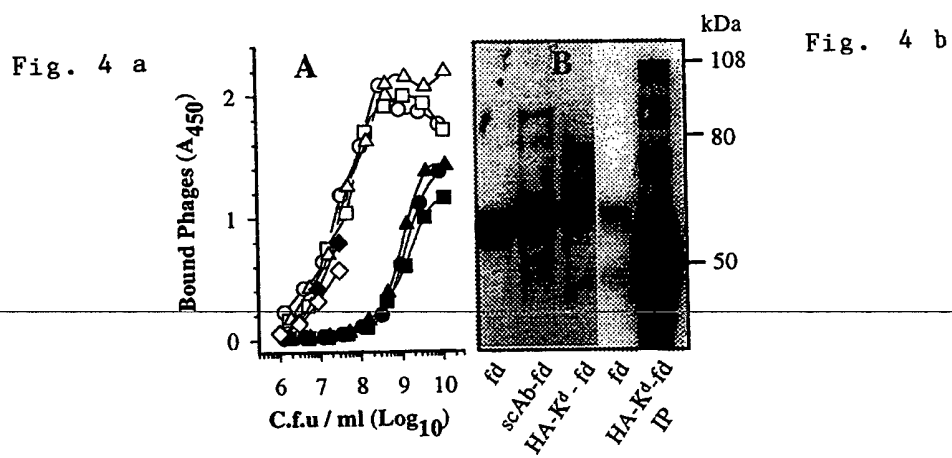 Fig. 4 a
Fig. 4 b
A
Bound Phages (A450)
2
1
0
6 7 8 9 10
C.f.u / ml (Log10)
B
kDa
108
80
50
fd
scAb-fd
HA-Kd - fd
fd
HA-Kd-fd
IP